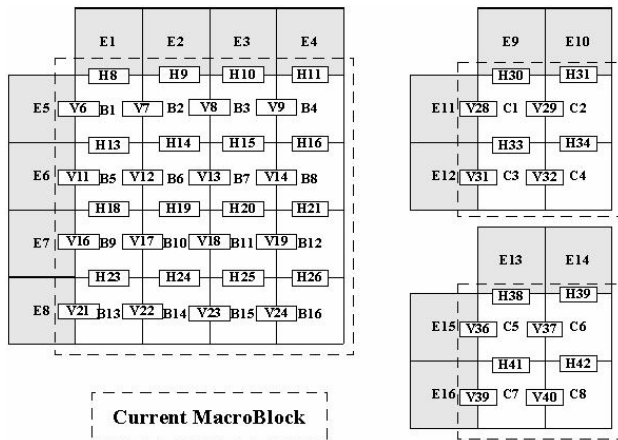 E1 E2 E3 E4 E9 E10
H8 H9 H10 H11 H30 H31
E5 V6 B1 V7 B2 V8 B3 V9 B4 E11 V28 C1 V29 C2
H13 H14 H15 H16 H33 H34
E6 V11 B5 V12 B6 V13 B7 V14 B8 E12 V31 C3 V32 C4
H18 H19 H20 H21
E7 V16 B9 V17 B10 V18 B11 V19 B12 E13 E14
H23 H24 H25 H26 H38 H39
E8 V21 B13 V22 B14 V23 B15 V24 B16 E15 V36 C5 V37 C6
H41 H42
E16 V39 C7 V40 C8
Current MacroBlock